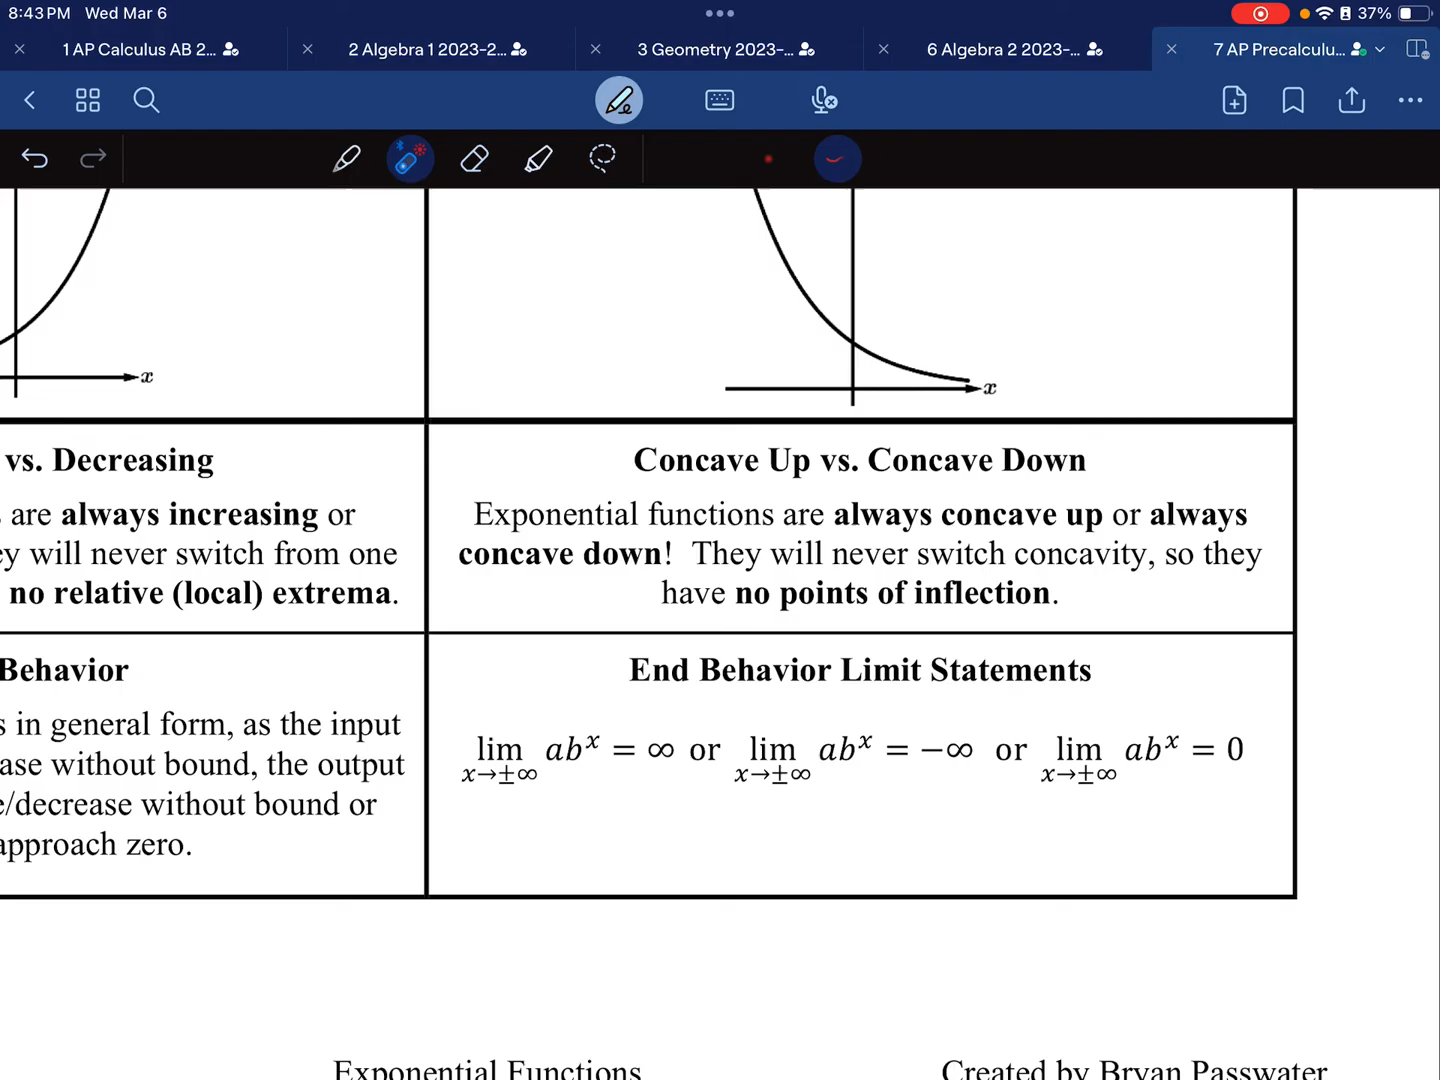 8:43 PM Wed Mar 6
37%
1 AP Calculus AB 2...
2 Algebra 1 2023-2...
3 Geometry 2023-...
6 Algebra 2 2023-...
7 AP Precalculu...
x
x
vs. Decreasing
are always increasing or
ey will never switch from one
no relative (local) extrema.
Concave Up vs. Concave Down
Exponential functions are always concave up or always
concave down! They will never switch concavity, so they
have no points of inflection.
Behavior
s in general form, as the input
ase without bound, the output
e/decrease without bound or
approach zero.
End Behavior Limit Statements
lim ab^x = ∞ or lim ab^x = −∞ or lim ab^x = 0
x→±∞ x→±∞ x→±∞
Exponential Functions
Created by Bryan Passwater